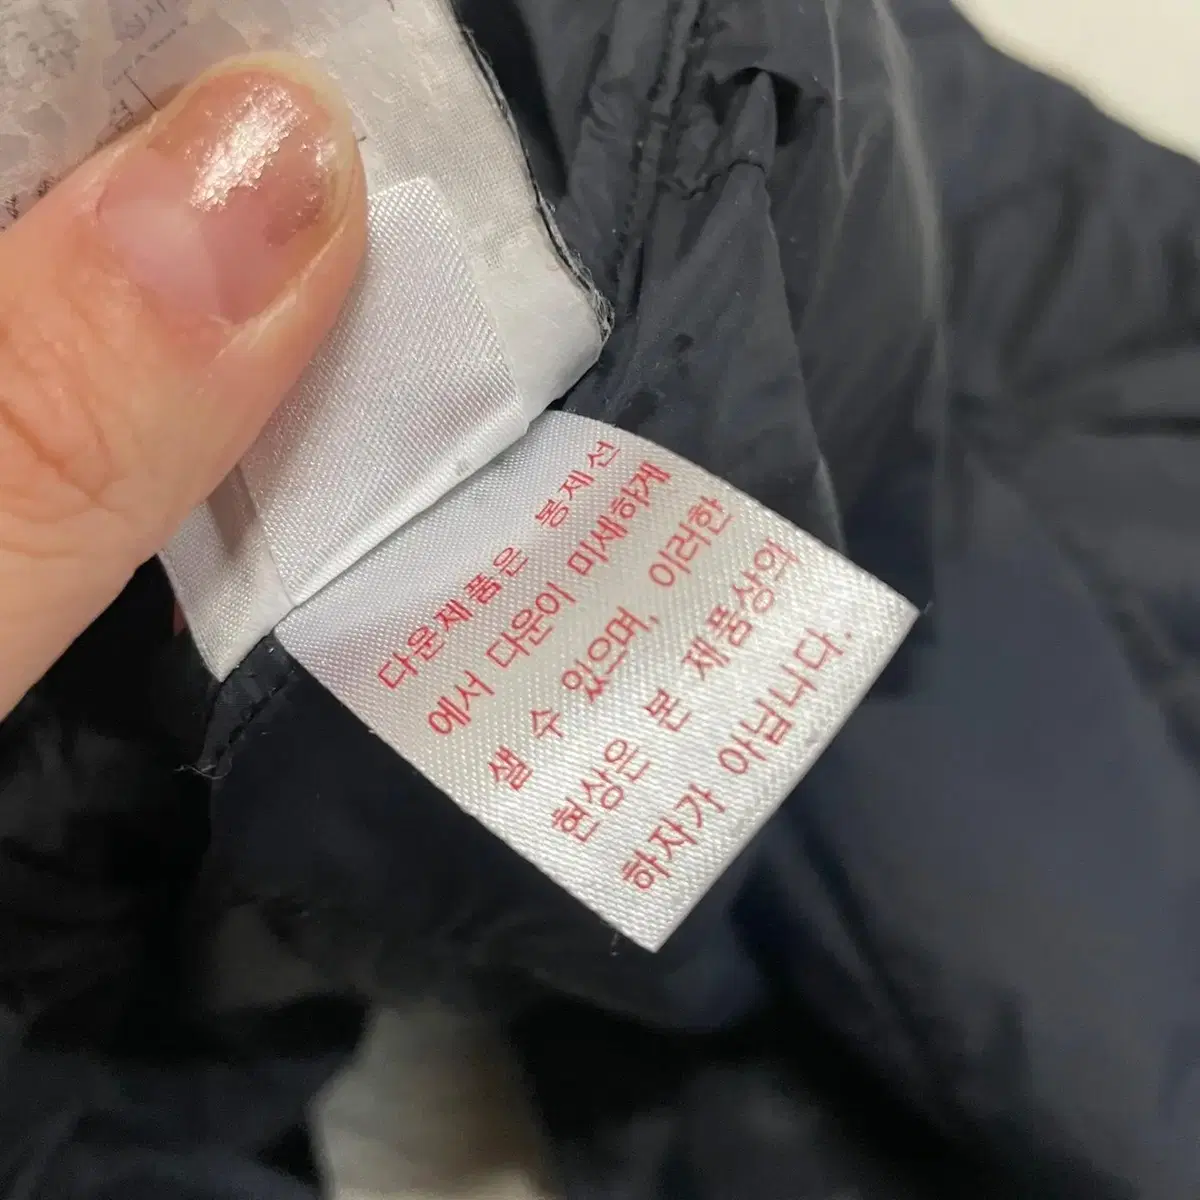 다운제품은 봉제선
에서 다운이 미세하게
샐 수 있으며, 이러한
현상은 본 제품상의
하자가 아닙니다.